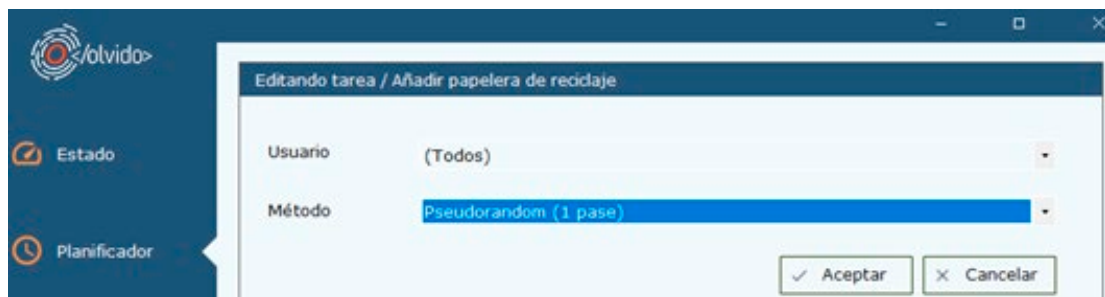 </olvido>
Editando tarea / Añadir papelera de reciclaje
Estado
Usuario (Todos)
Método Pseudorandom (1 pase)
Planificador
Aceptar Cancelar